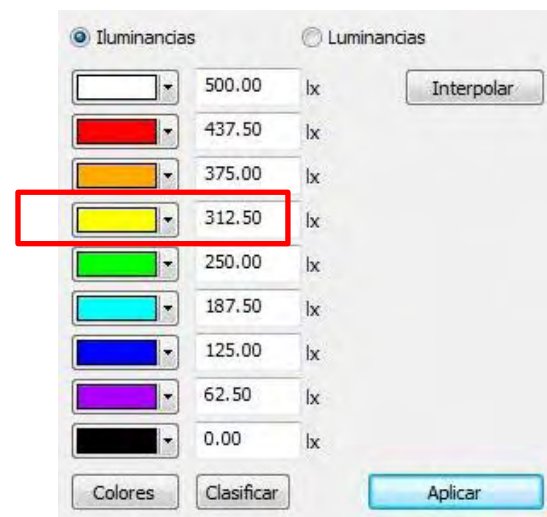 Iluminancias Luminancias
500.00 lx Interpolar
437.50 lx
375.00 lx
312.50 lx
250.00 lx
187.50 lx
125.00 lx
62.50 lx
0.00 lx
Colores Clasificar Aplicar